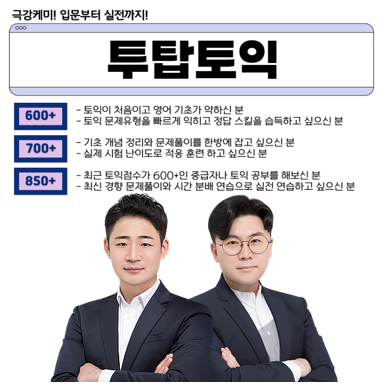 극강케미! 입문부터 실전까지!
투탑토익
600+
- 토익이 처음이고 영어 기초가 약하신 분
- 토익 문제유형을 빠르게 익히고 정답 스킬을 습득하고 싶으신 분
700+
- 기초 개념 정리와 문제풀이를 한방에 잡고 싶으신 분
- 실제 시험 난이도로 적응 훈련 하고 싶으신 분
850+
- 최근 토익점수가 600+인 중급자나 토익 공부를 해보신 분
- 최신 경향 문제풀이와 시간 분배 연습으로 실전 연습하고 싶으신 분